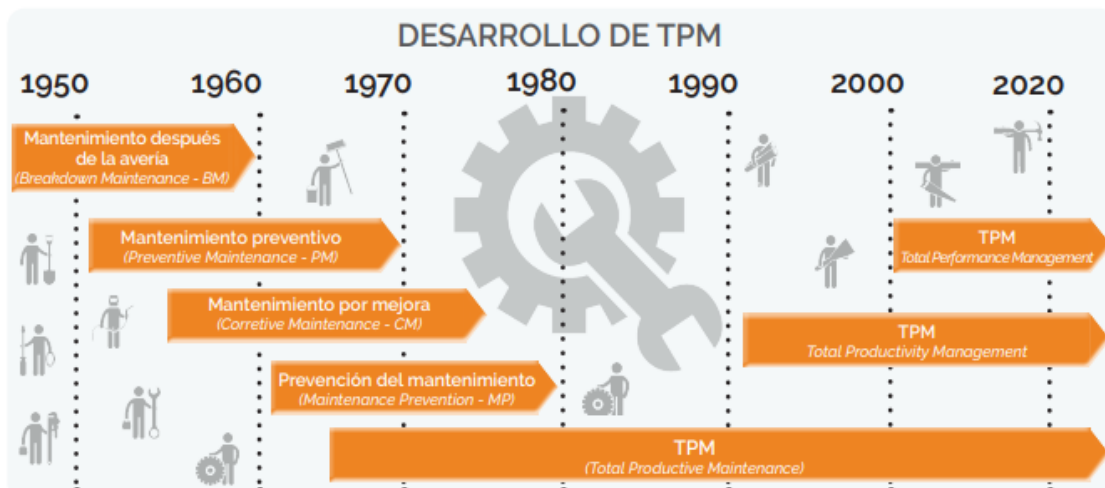 DESARROLLO DE TPM
1950
1960
1970
1980
1990
2000
2020
Mantenimiento después
de la avería
(Breakdown Maintenance - BM)
Mantenimiento preventivo
(Preventive Maintenance - PM)
TPM
Total Performance Management
Mantenimiento por mejora
(Corretive Maintenance - CM)
TPM
Total Productivity Management
Prevención del mantenimiento
(Maintenance Prevention - MP)
TPM
(Total Productive Maintenance)